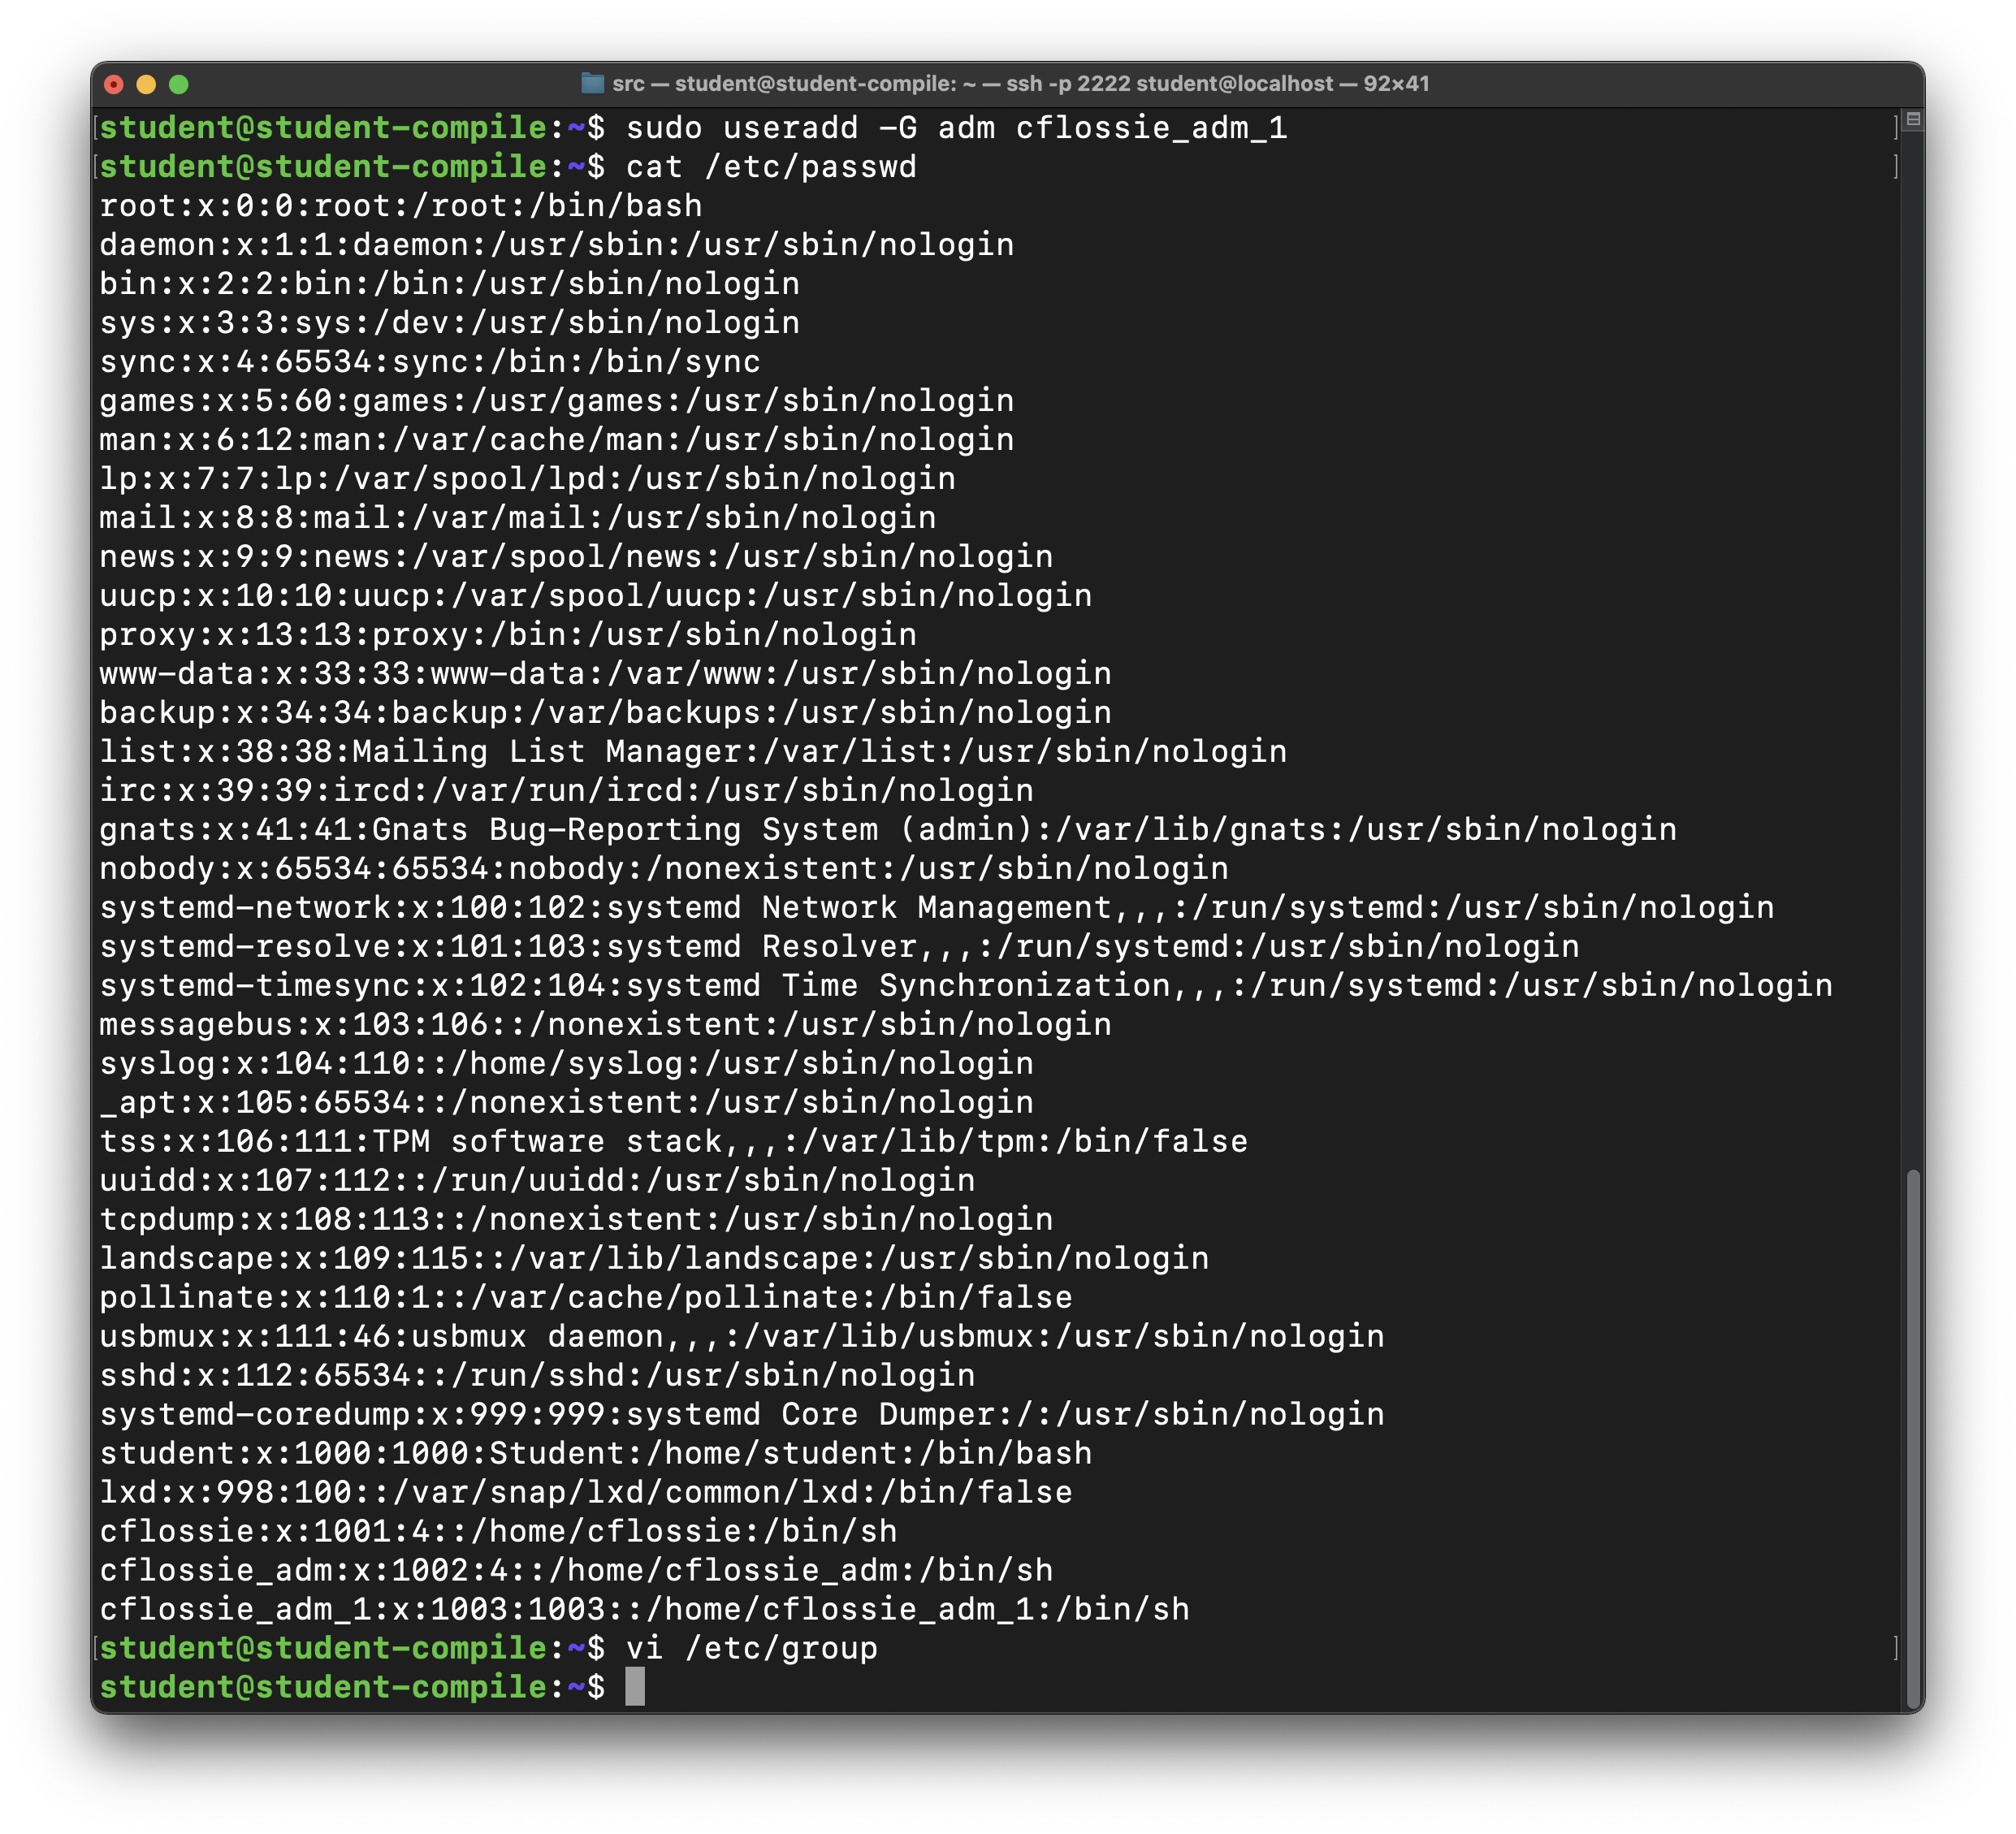 src — student@student-compile: ~ — ssh -p 2222 student@localhost — 92×41
[student@student-compile:~$ sudo useradd -G adm cflossie_adm_1 ]
[student@student-compile:~$ cat /etc/passwd ]
root:x:0:0:root:/root:/bin/bash
daemon:x:1:1:daemon:/usr/sbin:/usr/sbin/nologin
bin:x:2:2:bin:/bin:/usr/sbin/nologin
sys:x:3:3:sys:/dev:/usr/sbin/nologin
sync:x:4:65534:sync:/bin:/bin/sync
games:x:5:60:games:/usr/games:/usr/sbin/nologin
man:x:6:12:man:/var/cache/man:/usr/sbin/nologin
lp:x:7:7:lp:/var/spool/lpd:/usr/sbin/nologin
mail:x:8:8:mail:/var/mail:/usr/sbin/nologin
news:x:9:9:news:/var/spool/news:/usr/sbin/nologin
uucp:x:10:10:uucp:/var/spool/uucp:/usr/sbin/nologin
proxy:x:13:13:proxy:/bin:/usr/sbin/nologin
www-data:x:33:33:www-data:/var/www:/usr/sbin/nologin
backup:x:34:34:backup:/var/backups:/usr/sbin/nologin
list:x:38:38:Mailing List Manager:/var/list:/usr/sbin/nologin
irc:x:39:39:ircd:/var/run/ircd:/usr/sbin/nologin
gnats:x:41:41:Gnats Bug-Reporting System (admin):/var/lib/gnats:/usr/sbin/nologin
nobody:x:65534:65534:nobody:/nonexistent:/usr/sbin/nologin
systemd-network:x:100:102:systemd Network Management,,,:/run/systemd:/usr/sbin/nologin
systemd-resolve:x:101:103:systemd Resolver,,,:/run/systemd:/usr/sbin/nologin
systemd-timesync:x:102:104:systemd Time Synchronization,,,:/run/systemd:/usr/sbin/nologin
messagebus:x:103:106::/nonexistent:/usr/sbin/nologin
syslog:x:104:110::/home/syslog:/usr/sbin/nologin
_apt:x:105:65534::/nonexistent:/usr/sbin/nologin
tss:x:106:111:TPM software stack,,,:/var/lib/tpm:/bin/false
uuidd:x:107:112::/run/uuidd:/usr/sbin/nologin
tcpdump:x:108:113::/nonexistent:/usr/sbin/nologin
landscape:x:109:115::/var/lib/landscape:/usr/sbin/nologin
pollinate:x:110:1::/var/cache/pollinate:/bin/false
usbmux:x:111:46:usbmux daemon,,,:/var/lib/usbmux:/usr/sbin/nologin
sshd:x:112:65534::/run/sshd:/usr/sbin/nologin
systemd-coredump:x:999:999:systemd Core Dumper:/:/usr/sbin/nologin
student:x:1000:1000:Student:/home/student:/bin/bash
lxd:x:998:100::/var/snap/lxd/common/lxd:/bin/false
cflossie:x:1001:4::/home/cflossie:/bin/sh
cflossie_adm:x:1002:4::/home/cflossie_adm:/bin/sh
cflossie_adm_1:x:1003:1003::/home/cflossie_adm_1:/bin/sh
[student@student-compile:~$ vi /etc/group ]
student@student-compile:~$